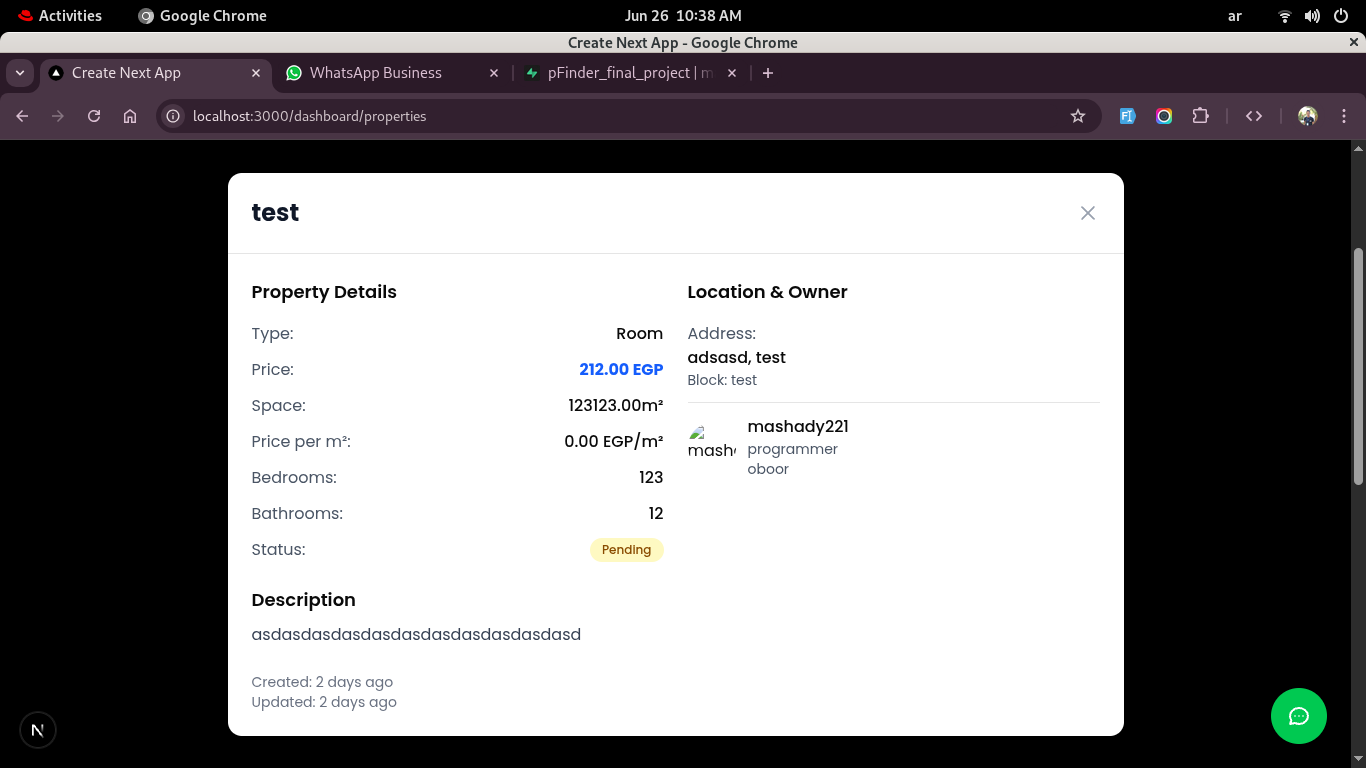 Activities
Google Chrome
Jun 26 10:38 AM
ar
Create Next App - Google Chrome
Create Next App
WhatsApp Business
pFinder_final_project | m
localhost:3000/dashboard/properties
test
Property Details
Type: Room
Price: 212.00 EGP
Space: 123123.00m²
Price per m²: 0.00 EGP/m²
Bedrooms: 123
Bathrooms: 12
Status: Pending
Description
asdasdasdasdasdasdasdasdasdasdasd
Created: 2 days ago
Updated: 2 days ago
Location & Owner
Address:
adsasd, test
Block: test
masha
mashady221
programmer
oboor
N